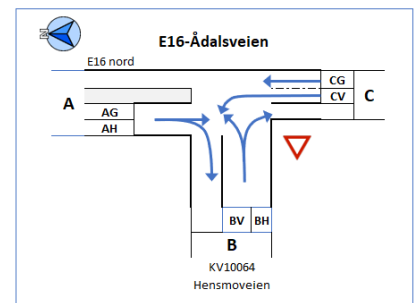 N
E16-Ådalsveien
E16 nord
CG
CV
C
A
AG
AH
BV BH
B
KV10064
Hensmoveien